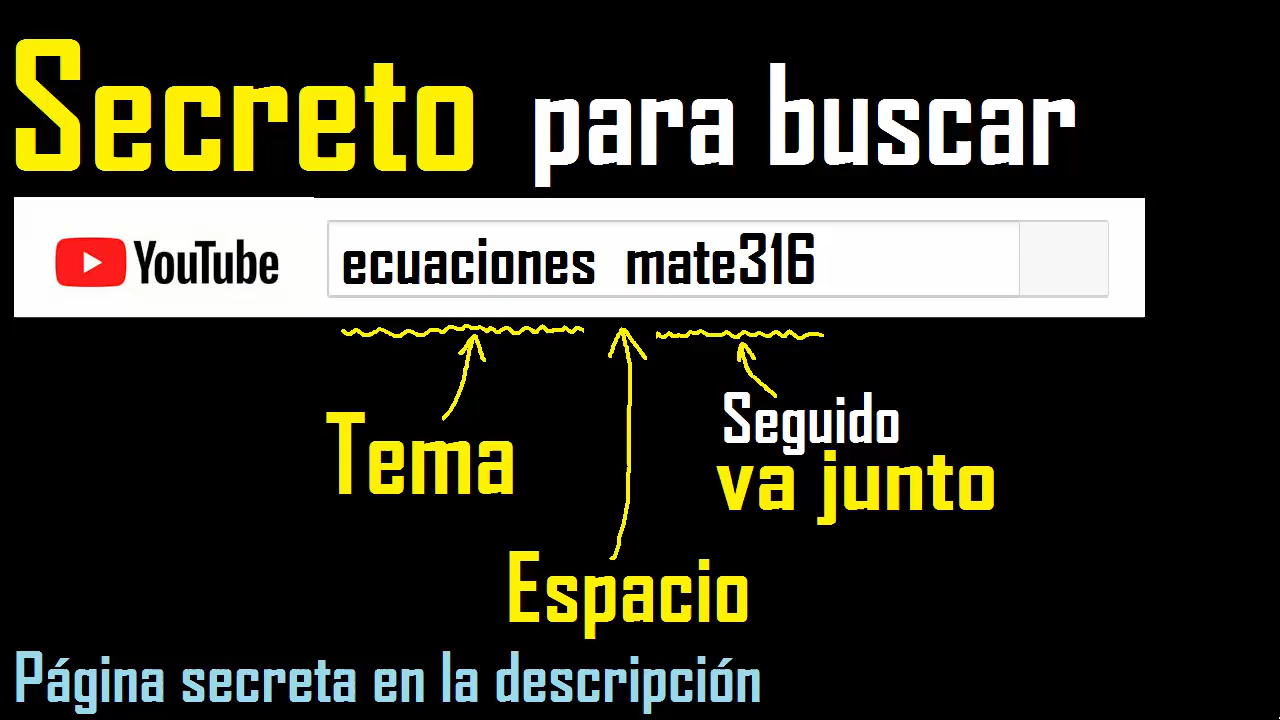 Secreto para buscar
YouTube ecuaciones mate316
Tema
Seguido
va junto
Espacio
Página secreta en la descripción